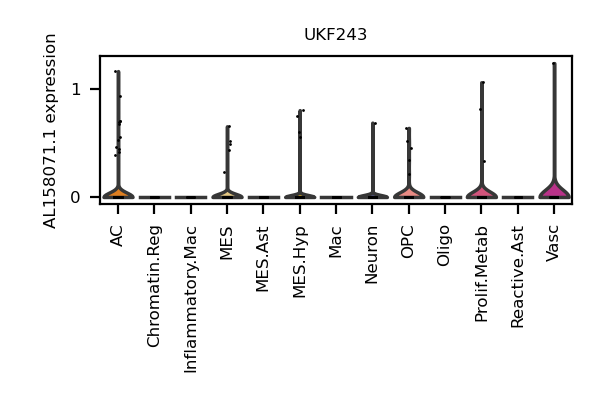 UKF243
AL158071.1 expression
1
0
AC
Chromatin.Reg
Inflammatory.Mac
MES
MES.Ast
MES.Hyp
Mac
Neuron
OPC
Oligo
Prolif.Metab
Reactive.Ast
Vasc